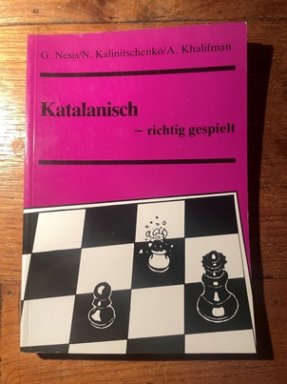 G. Nesis/N. Kalinitschenko/A. Khalifman
Katalanisch
– richtig gespielt